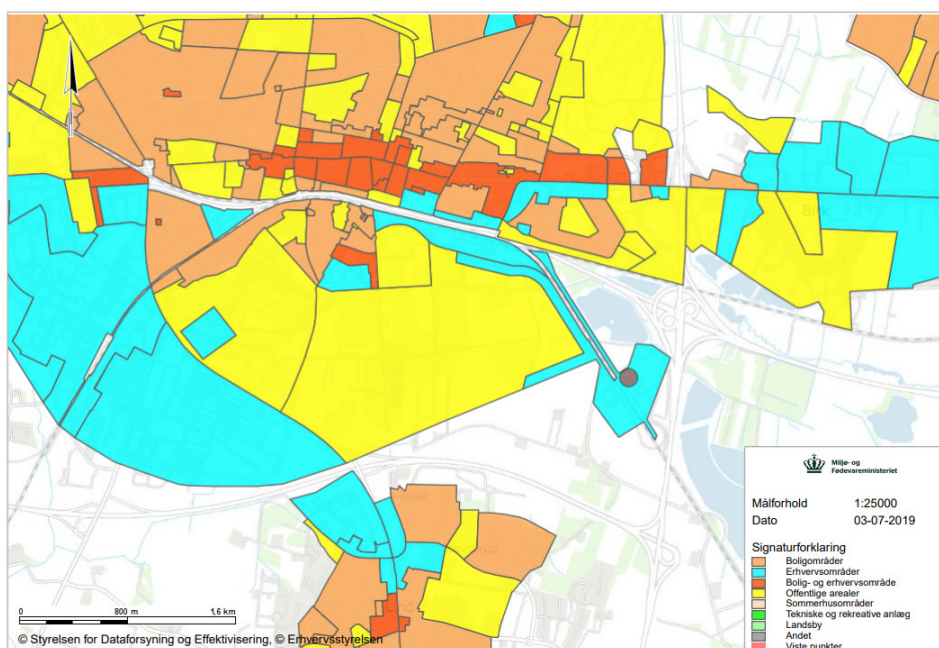 Birk
Miljø- og
Fødevareministeriet
Målforhold 1:25000
Dato 03-07-2019
Signaturforklaring
Boligområder
Erhvervsområder
Bolig- og erhvervsområde
Offentlige arealer
Sommerhusområder
Tekniske og rekreative anlæg
Landsby
Andet
Viste punkter
0 800 m 1.6 km
© Styrelsen for Dataforsyning og Effektivisering, © Erhvervsstyrelsen